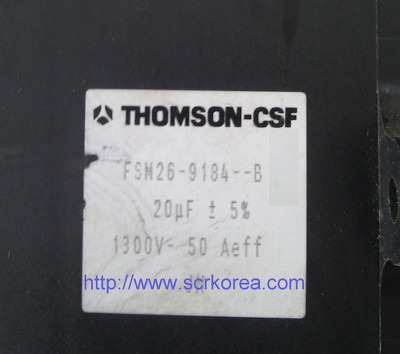 THOMSON-CSF
FSM26-9184--B
20µF ± 5%
1300V- 50 Aeff
http://www.scrkorea.com/